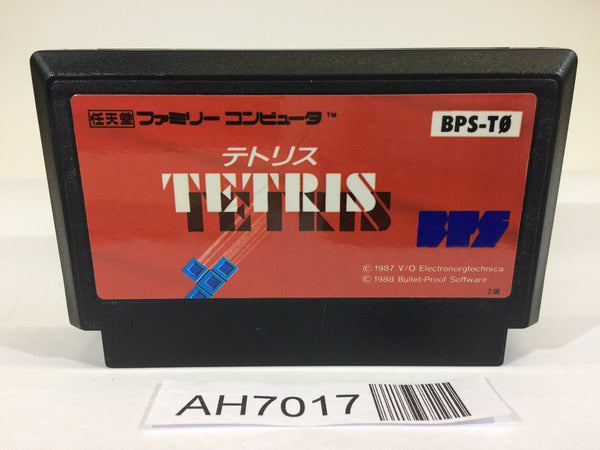 任天堂 ファミリー コンピュータ™
BPS-TØ
テトリス
TETRIS
BPS
© 1987 V/O Electronorgtechnica
© 1988 Bullet-Proof Software
2版
AH7017